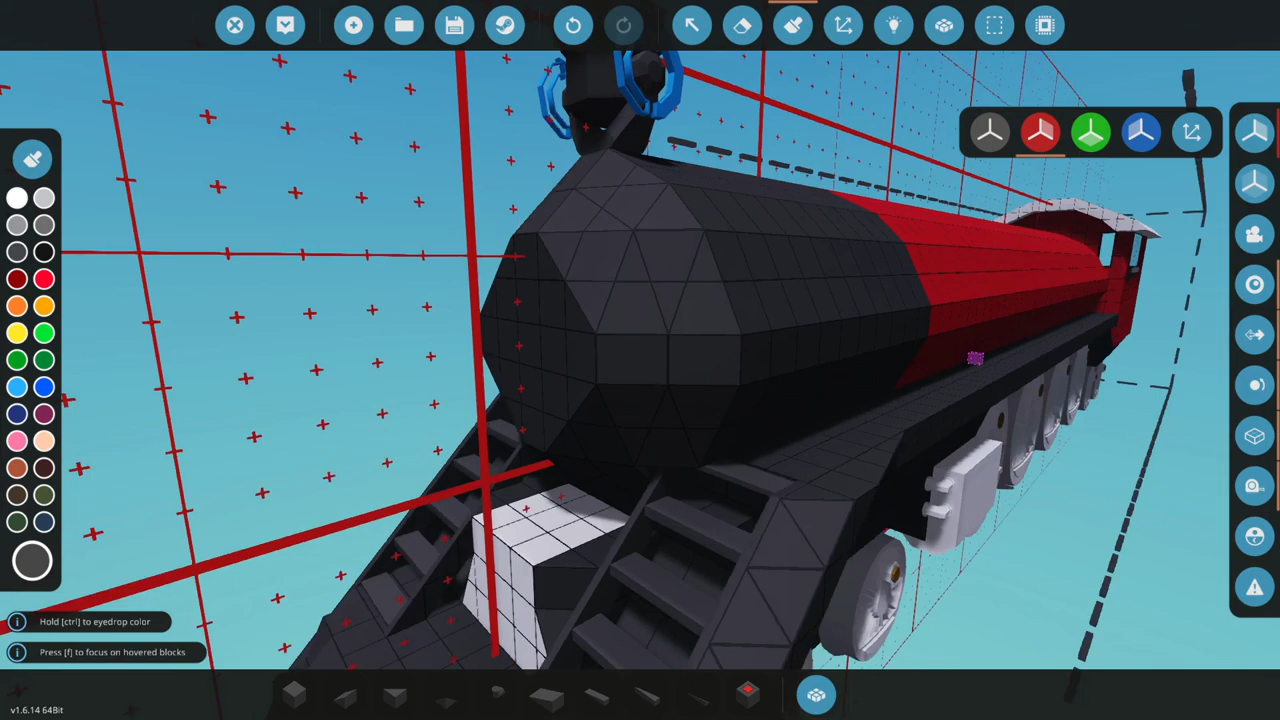 Hold [ctrl] to eyedrop color
Press [f] to focus on hovered blocks
v1.6.14 64Bit